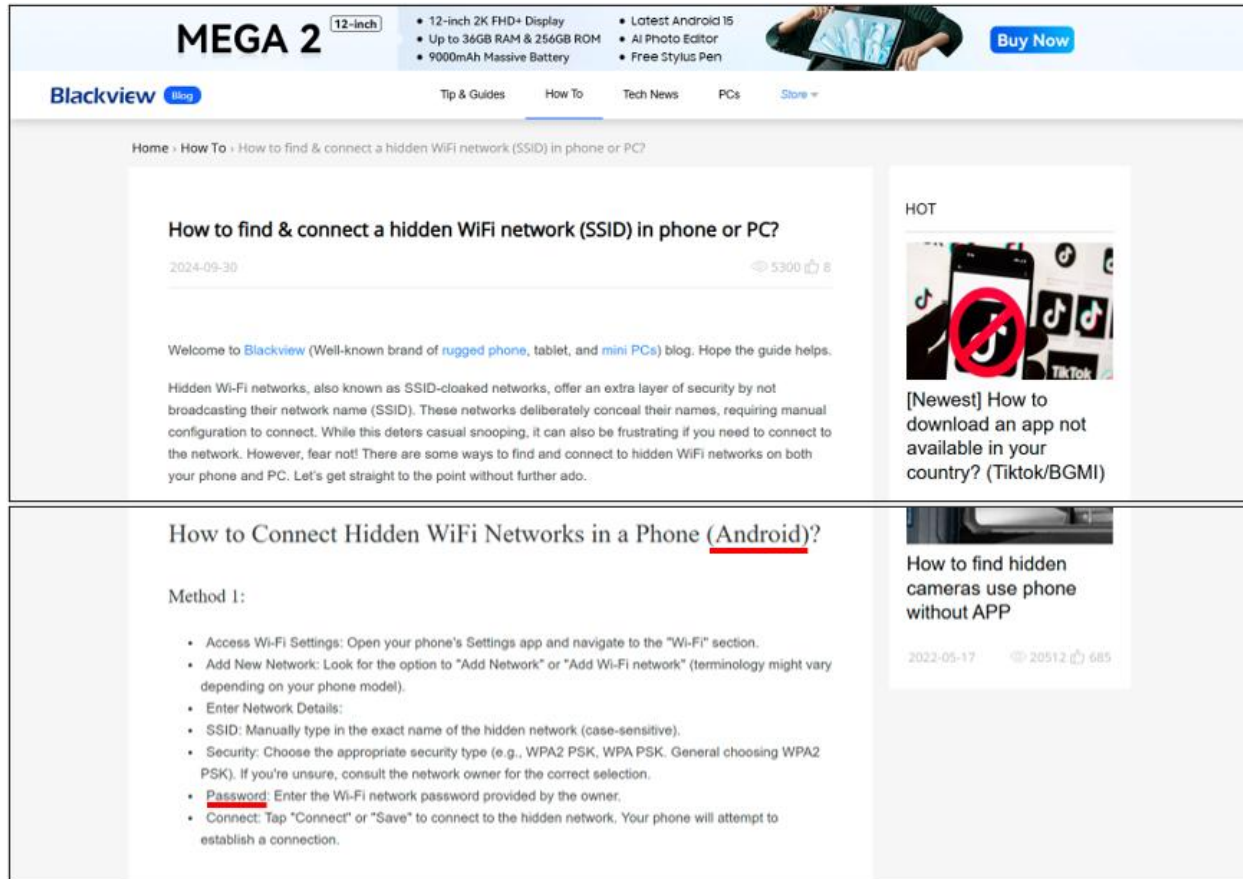 MEGA 2 12-inch
• 12-inch 2K FHD+ Display
• Up to 36GB RAM & 256GB ROM
• 9000mAh Massive Battery
• Latest Android 15
• AI Photo Editor
• Free Stylus Pen
Buy Now
Blackview Blog
Tip & Guides How To Tech News PCs Store
Home › How To › How to find & connect a hidden WiFi network (SSID) in phone or PC?
How to find & connect a hidden WiFi network (SSID) in phone or PC?
2024-09-30 5300 8
Welcome to Blackview (Well-known brand of rugged phone, tablet, and mini PCs) blog. Hope the guide helps.
Hidden Wi-Fi networks, also known as SSID-cloaked networks, offer an extra layer of security by not
broadcasting their network name (SSID). These networks deliberately conceal their names, requiring manual
configuration to connect. While this deters casual snooping, it can also be frustrating if you need to connect to
the network. However, fear not! There are some ways to find and connect to hidden WiFi networks on both
your phone and PC. Let's get straight to the point without further ado.
HOT
TikTok
[Newest] How to
download an app not
available in your
country? (Tiktok/BGMI)
How to Connect Hidden WiFi Networks in a Phone (Android)?
Method 1:
• Access Wi-Fi Settings: Open your phone's Settings app and navigate to the "Wi-Fi" section.
• Add New Network: Look for the option to "Add Network" or "Add Wi-Fi network" (terminology might vary
depending on your phone model).
• Enter Network Details:
• SSID: Manually type in the exact name of the hidden network (case-sensitive).
• Security: Choose the appropriate security type (e.g., WPA2 PSK, WPA PSK. General choosing WPA2
PSK). If you're unsure, consult the network owner for the correct selection.
• Password: Enter the Wi-Fi network password provided by the owner.
• Connect: Tap "Connect" or "Save" to connect to the hidden network. Your phone will attempt to
establish a connection.
How to find hidden
cameras use phone
without APP
2022-05-17 20512 685